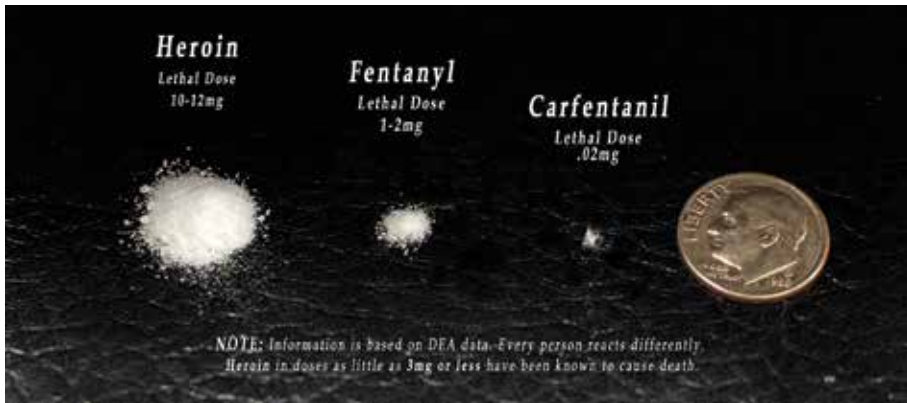 Heroin
Lethal Dose
10-12mg
Fentanyl
Lethal Dose
1-2mg
Carfentanil
Lethal Dose
.02mg
LIBERTY
NOTE: Information is based on DEA data. Every person reacts differently.
Heroin in doses as little as 3mg or less have been known to cause death.